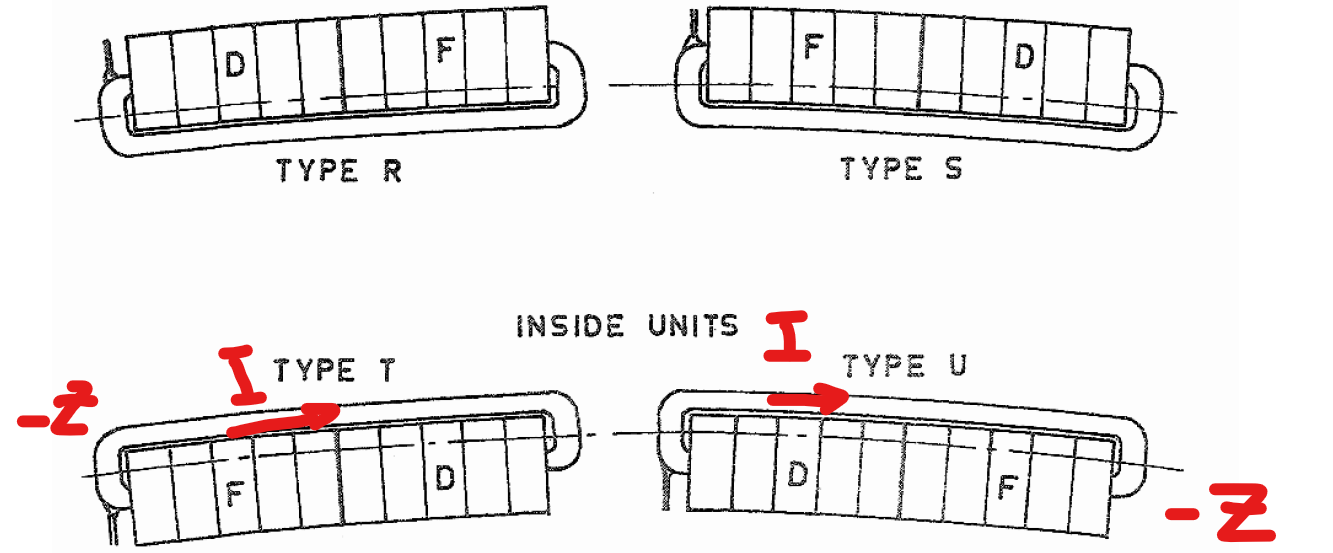 D F F D
TYPE R TYPE S
INSIDE UNITS I
I TYPE T TYPE U
-Z
F D D F
-Z